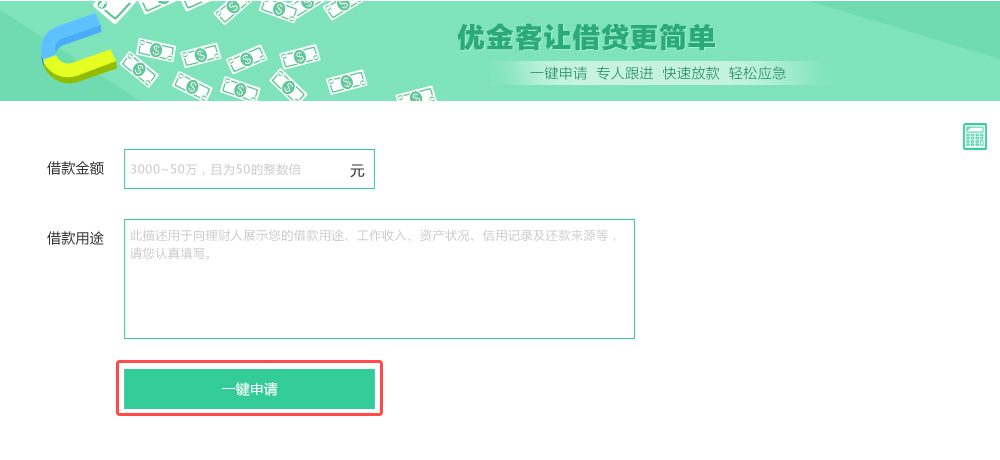 优金客让借贷更简单
一键申请 专人跟进 快速放款 轻松应急
借款金额
3000~50万，且为50的整数倍 元
借款用途
此描述用于向理财人展示您的借款用途、工作收入、资产状况、信用记录及还款来源等，
请您认真填写。
一键申请